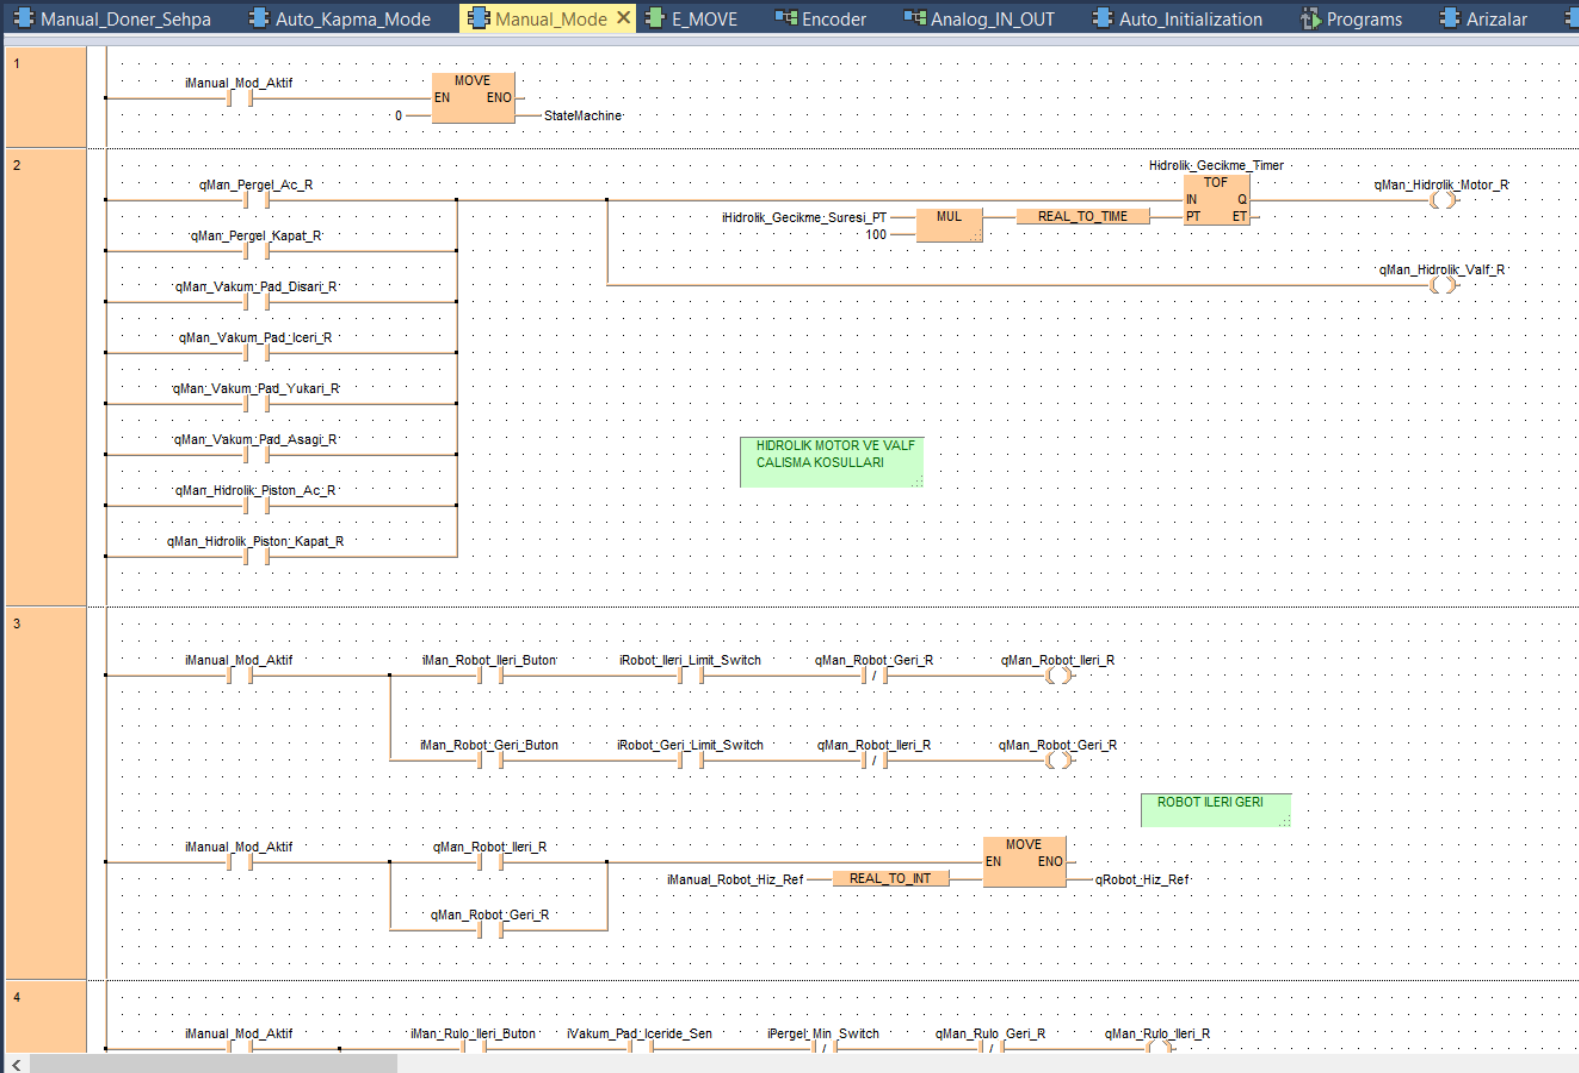 Manual_Doner_Sehpa
Auto_Kapma_Mode
Manual_Mode
E_MOVE
Encoder
Analog_IN_OUT
Auto_Initialization
Programs
Arizalar
1
iManual_Mod_Aktif
MOVE
EN ENO
0
StateMachine
2
qMan_Pergel_Ac_R
Hidrolik_Gecikme_Timer
TOF
IN Q
PT ET
qMan_Hidrolik_Motor_R
iHidrolik_Gecikme_Suresi_PT
100
MUL
REAL_TO_TIME
qMan_Pergel_Kapat_R
qMan_Hidrolik_Valf_R
qMan_Vakum_Pad_Disari_R
qMan_Vakum_Pad_Iceri_R
qMan_Vakum_Pad_Yukari_R
qMan_Vakum_Pad_Asagi_R
HIDROLIK MOTOR VE VALF
CALISMA KOSULLARI
qMan_Hidrolik_Piston_Ac_R
qMan_Hidrolik_Piston_Kapat_R
3
iManual_Mod_Aktif
iMan_Robot_Ileri_Buton
iRobot_Ileri_Limit_Switch
qMan_Robot_Geri_R
qMan_Robot_Ileri_R
iMan_Robot_Geri_Buton
iRobot_Geri_Limit_Switch
qMan_Robot_Ileri_R
qMan_Robot_Geri_R
ROBOT ILERI GERI
iManual_Mod_Aktif
qMan_Robot_Ileri_R
MOVE
EN ENO
iManual_Robot_Hiz_Ref
REAL_TO_INT
qRobot_Hiz_Ref
qMan_Robot_Geri_R
4
iManual_Mod_Aktif
iMan_Rulo_Ileri_Buton
iVakum_Pad_Iceride_Sen
iPergel_Min_Switch
qMan_Rulo_Geri_R
qMan_Rulo_Ileri_R